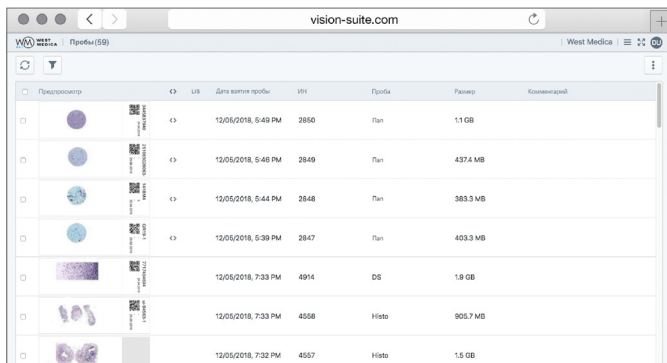 vision-suite.com
WM WEST MEDICA Пробы (59) West Medica DU
Предпросмотр <> LIS Дата взятия пробы ИН Проба Размер Комментарий
<> 12/05/2018, 5:49 PM 2850 Пап 1.1 GB
<> 12/05/2018, 5:46 PM 2849 Пап 437.4 MB
<> 12/05/2018, 5:44 PM 2848 Пап 383.3 MB
<> 12/05/2018, 5:39 PM 2847 Пап 403.3 MB
12/05/2018, 7:33 PM 4914 DS 1.9 GB
12/05/2018, 7:33 PM 4558 Histo 905.7 MB
12/05/2018, 7:32 PM 4557 Histo 1.5 GB